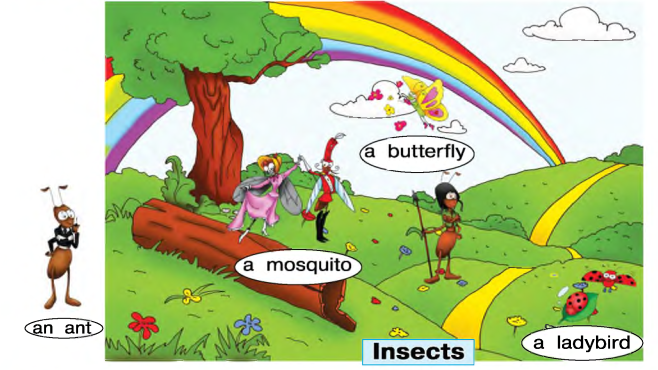 a butterfly
a mosquito
an ant
a ladybird
Insects